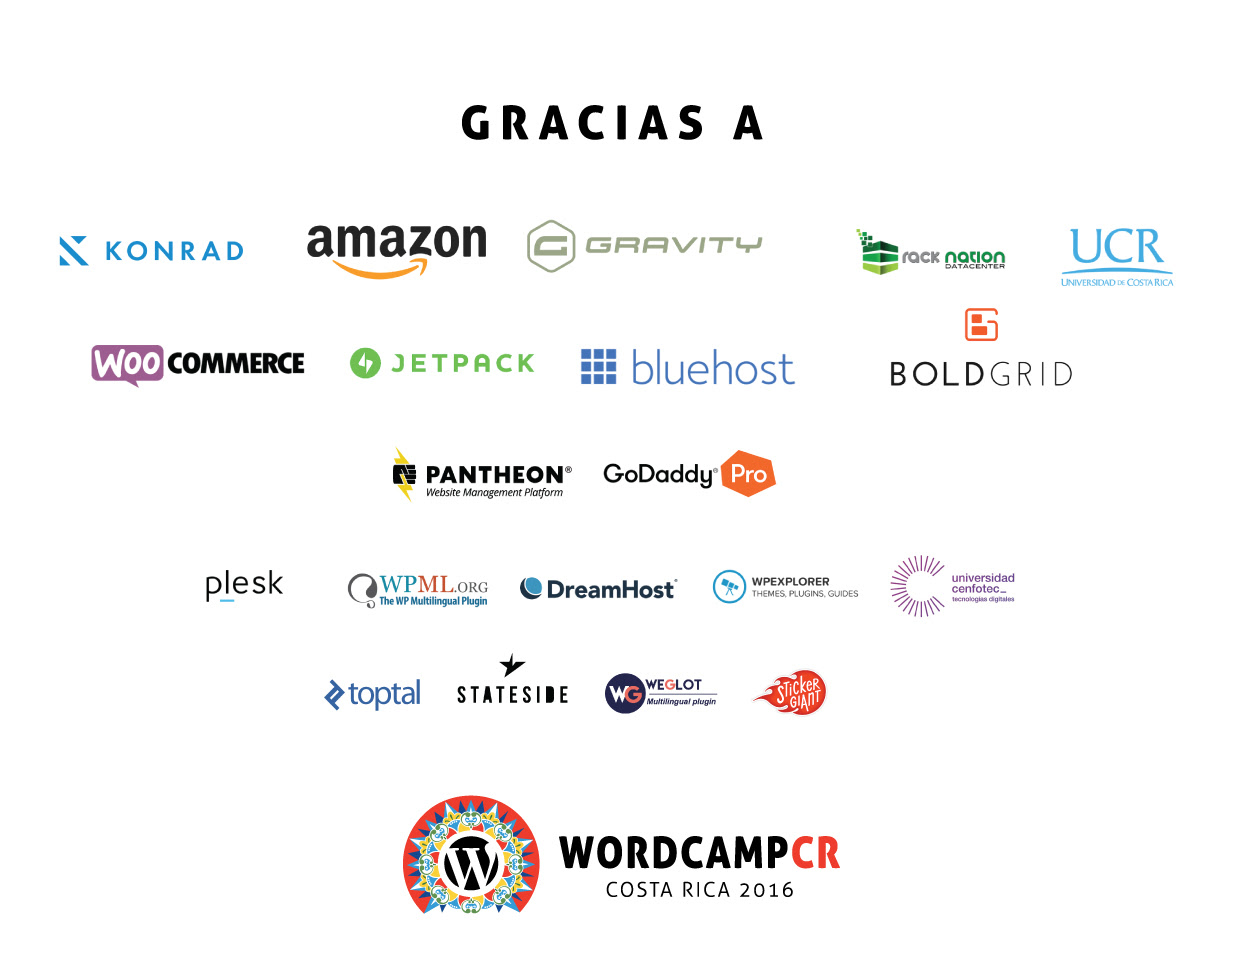 GRACIAS A
KONRAD
amazon
G GRAVITY
rack nation
DATACENTER
UCR
UNIVERSIDAD DE COSTA RICA
WOO COMMERCE
JETPACK
bluehost
BOLDGRID
PANTHEON®
Website Management Platform
GoDaddy® Pro
plesk
WPML.ORG
The WP Multilingual Plugin
DreamHost
WPEXPLORER
THEMES, PLUGINS, GUIDES
universidad
cenfotec_
tecnologías digitales
toptal
STATESIDE
WG WEGLOT
Multilingual plugin
STICKER
GIANT
W
WORDCAMPCR
COSTA RICA 2016